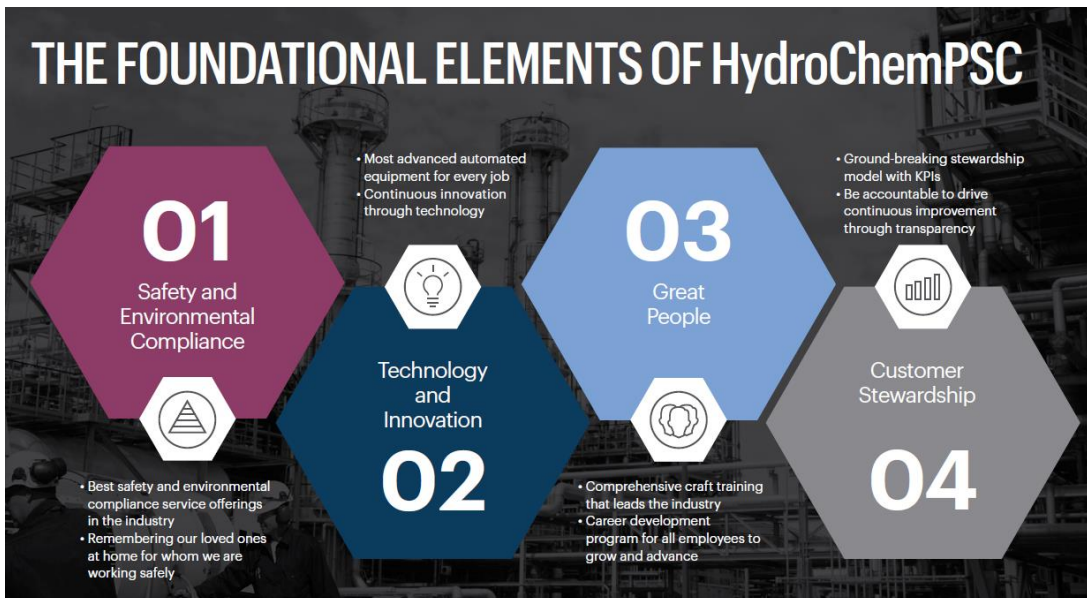 THE FOUNDATIONAL ELEMENTS OF HydroChemPSC
01
Safety and
Environmental
Compliance
• Best safety and environmental
compliance service offerings
in the industry
• Remembering our loved ones
at home for whom we are
working safely
• Most advanced automated
equipment for every job
• Continuous innovation
through technology
Technology
and
Innovation
02
03
Great
People
• Comprehensive craft training
that leads the industry
• Career development
program for all employees to
grow and advance
• Ground-breaking stewardship
model with KPIs
• Be accountable to drive
continuous improvement
through transparency
Customer
Stewardship
04